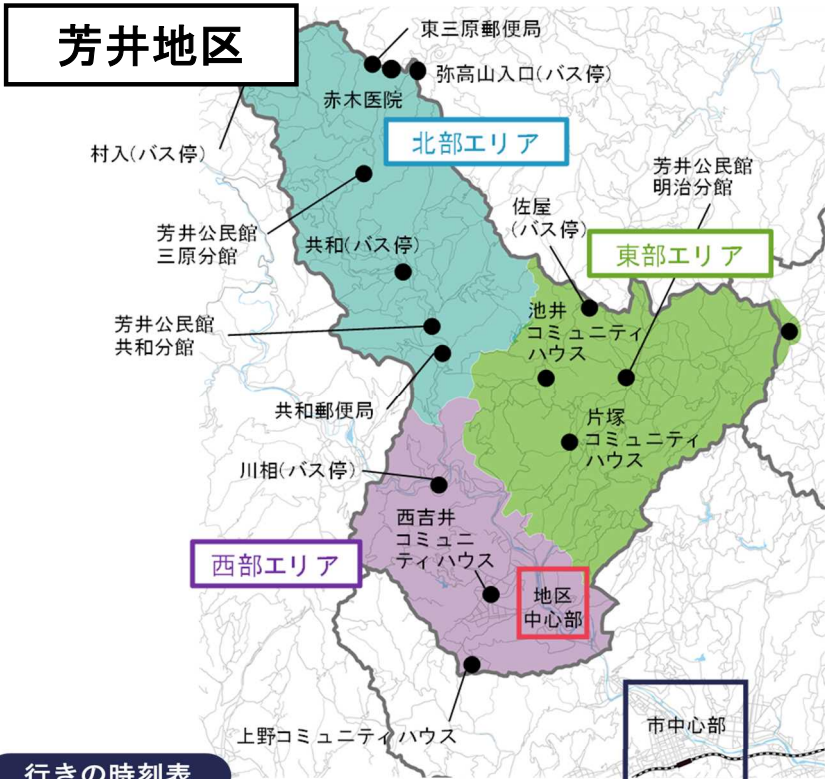 芳井地区
東三原郵便局
弥高山入口(バス停)
赤木医院
北部エリア
村入(バス停)
芳井公民館
明治分館
佐屋
(バス停)
芳井公民館
三原分館
共和(バス停)
東部エリア
池井
コミュニティ
ハウス
芳井公民館
共和分館
共和郵便局
片塚
コミュニティ
ハウス
川相(バス停)
西吉井
コミュニ
ティハウス
西部エリア
地区
中心部
上野コミュニティハウス
市中心部
行きの時刻表